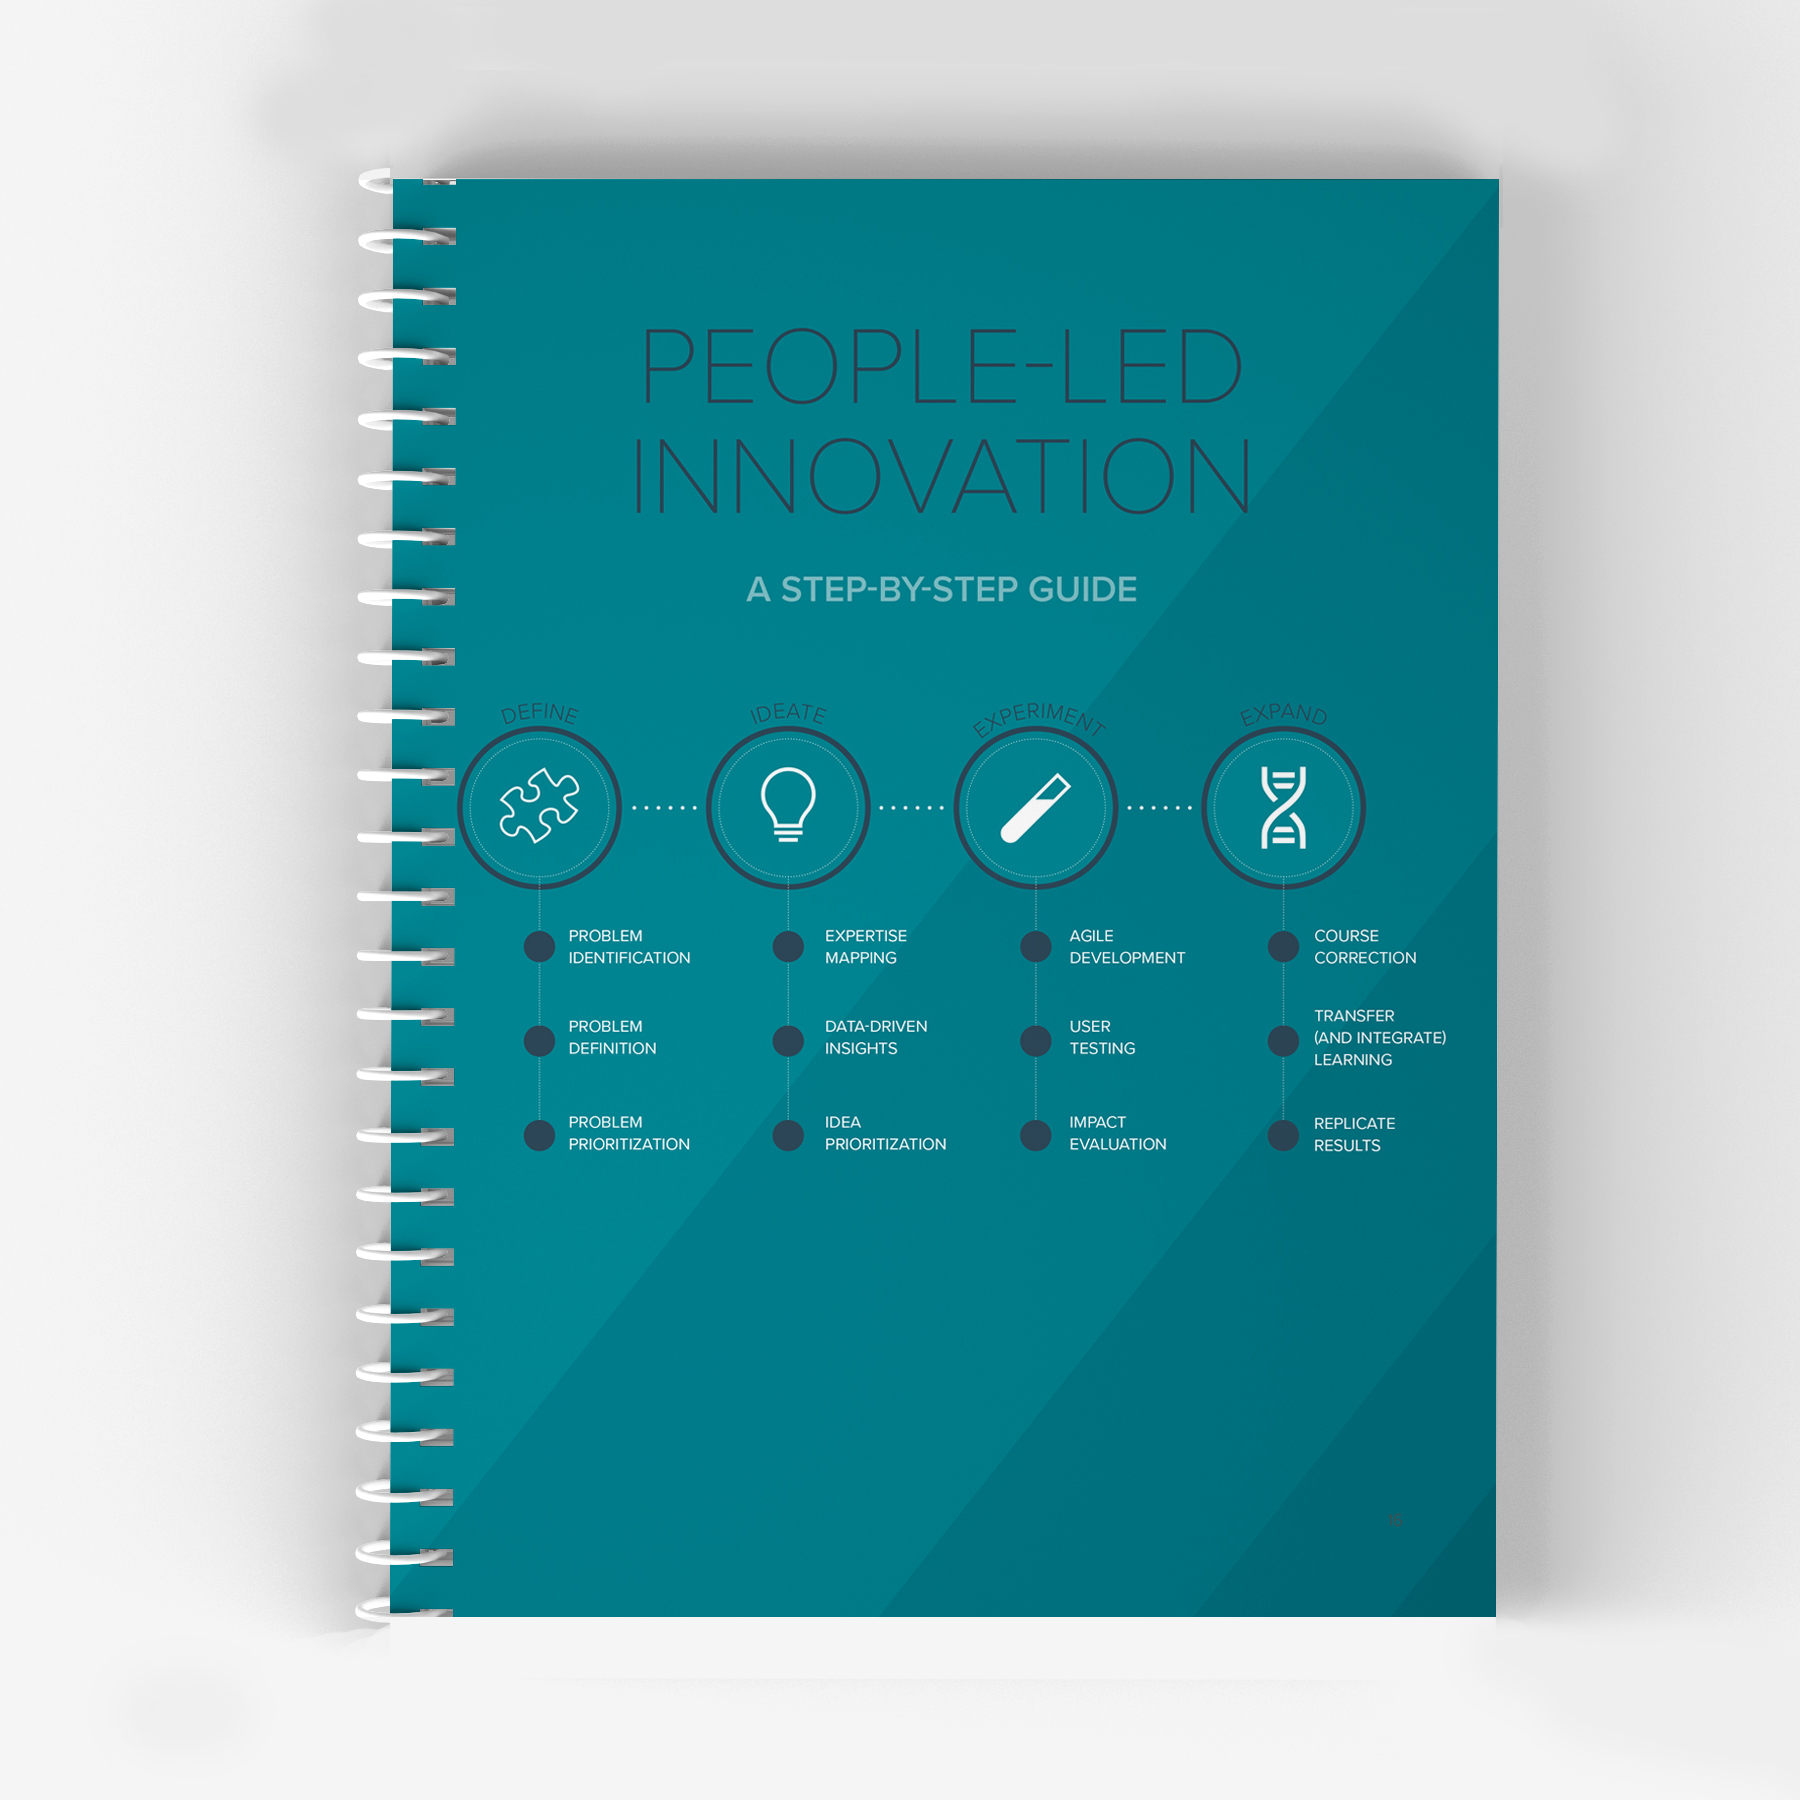 PEOPLE-LED
INNOVATION
A STEP-BY-STEP GUIDE
DEFINE
IDEATE
EXPERIMENT
EXPAND
PROBLEM
IDENTIFICATION
PROBLEM
DEFINITION
PROBLEM
PRIORITIZATION
EXPERTISE
MAPPING
DATA-DRIVEN
INSIGHTS
IDEA
PRIORITIZATION
AGILE
DEVELOPMENT
USER
TESTING
IMPACT
EVALUATION
COURSE
CORRECTION
TRANSFER
(AND INTEGRATE)
LEARNING
REPLICATE
RESULTS